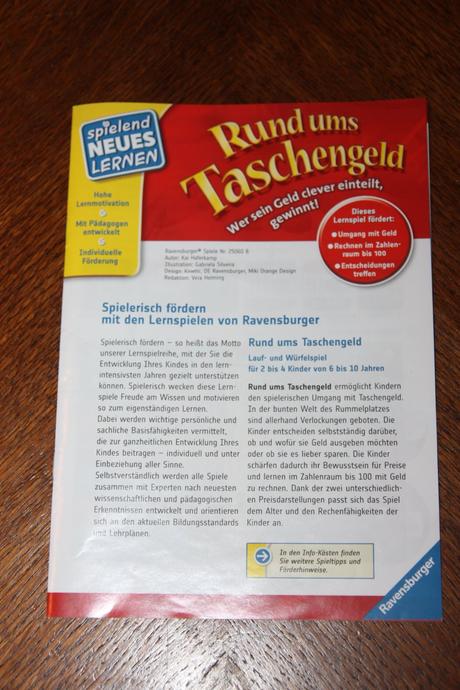 spielend
NEUES
LERNEN
Hohe
Lernmotivation
Mit Pädagogen
entwickelt
Individuelle
Förderung
Rund ums
Taschengeld
Wer sein Geld clever einteilt,
gewinnt!
Dieses
Lernspiel fördert:
• Umgang mit Geld
• Rechnen im Zahlen-
raum bis 100
• Entscheidungen
treffen
Ravensburger® Spiele Nr. 25002 8
Autor: Kai Haferkamp
Illustration: Gabriela Silveira
Design: Kinetic, DE Ravensburger, Miki Orange Design
Redaktion: Vera Helming
Spielerisch fördern
mit den Lernspielen von Ravensburger
Spielerisch fördern – so heißt das Motto
unserer Lernspielreihe, mit der Sie die
Entwicklung Ihres Kindes in den lern-
intensivsten Jahren gezielt unterstützen
können. Spielerisch wecken diese Lern-
spiele Freude am Wissen und motivieren
so zum eigenständigen Lernen.
Dabei werden wichtige persönliche und
sachliche Basisfähigkeiten vermittelt,
die zur ganzheitlichen Entwicklung Ihres
Kindes beitragen – individuell und unter
Einbeziehung aller Sinne.
Selbstverständlich werden alle Spiele
zusammen mit Experten nach neuesten
wissenschaftlichen und pädagogischen
Erkenntnissen entwickelt und orientieren
sich an den aktuellen Bildungsstandards
und Lehrplänen.
Rund ums Taschengeld
Lauf- und Würfelspiel
für 2 bis 4 Kinder von 6 bis 10 Jahren
Rund ums Taschengeld ermöglicht Kindern
den spielerischen Umgang mit Taschengeld.
In der bunten Welt des Rummelplatzes
sind allerhand Verlockungen geboten. Die
Kinder entscheiden selbstständig darüber,
ob und wofür sie Geld ausgeben möchten
oder ob sie es lieber sparen. Die Kinder
schärfen dadurch ihr Bewusstsein für Preise
und lernen im Zahlenraum bis 100 mit Geld
zu rechnen. Dank der zwei unterschiedlich-
en Preisdarstellungen passt sich das Spiel
dem Alter und den Rechenfähigkeiten der
Kinder an.
In den Info-Kästen finden
Sie weitere Spieltipps und
Förderhinweise.
Ravensburger